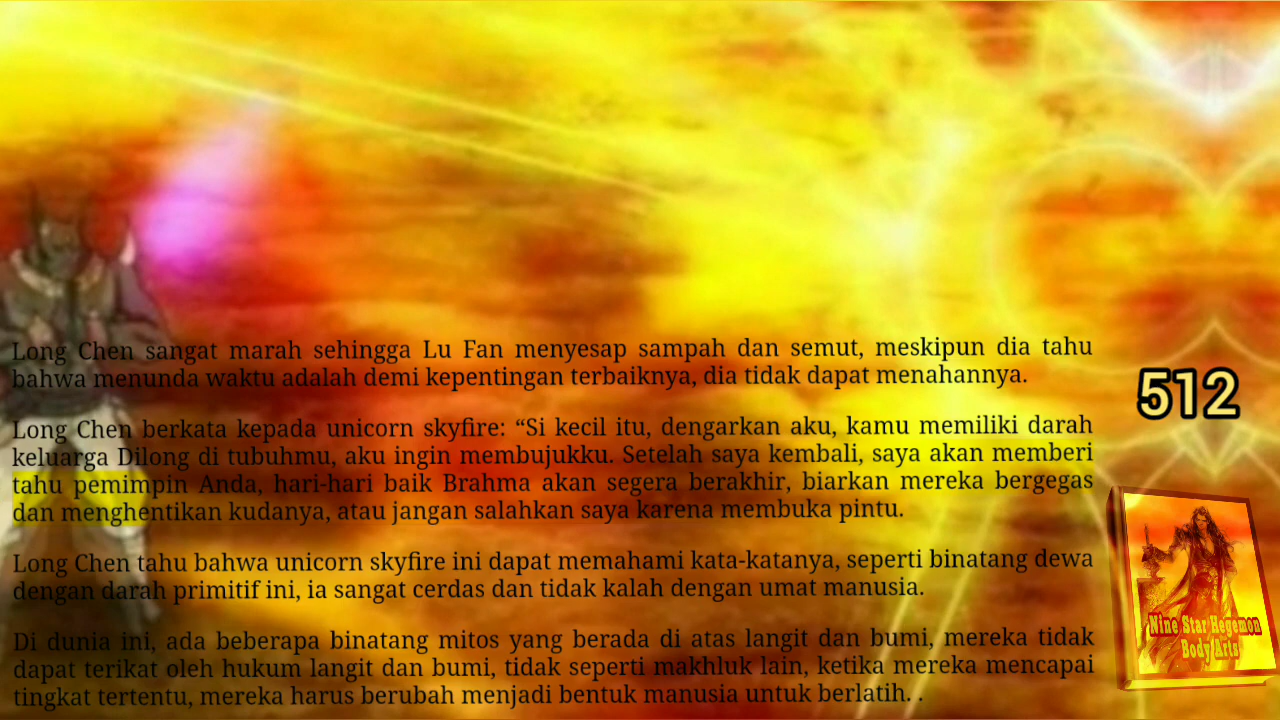 Long Chen sangat marah sehingga Lu Fan menyesap sampah dan semut, meskipun dia tahu
bahwa menunda waktu adalah demi kepentingan terbaiknya, dia tidak dapat menahannya.
Long Chen berkata kepada unicorn skyfire: “Si kecil itu, dengarkan aku, kamu memiliki darah
keluarga Dilong di tubuhmu, aku ingin membujukku. Setelah saya kembali, saya akan memberi
tahu pemimpin Anda, hari-hari baik Brahma akan segera berakhir, biarkan mereka bergegas
dan menghentikan kudanya, atau jangan salahkan saya karena membuka pintu.
Long Chen tahu bahwa unicorn skyfire ini dapat memahami kata-katanya, seperti binatang dewa
dengan darah primitif ini, ia sangat cerdas dan tidak kalah dengan umat manusia.
Di dunia ini, ada beberapa binatang mitos yang berada di atas langit dan bumi, mereka tidak
dapat terikat oleh hukum langit dan bumi, tidak seperti makhluk lain, ketika mereka mencapai
tingkat tertentu, mereka harus berubah menjadi bentuk manusia untuk berlatih. .
512
Nine Star Hegemon
Body Arts